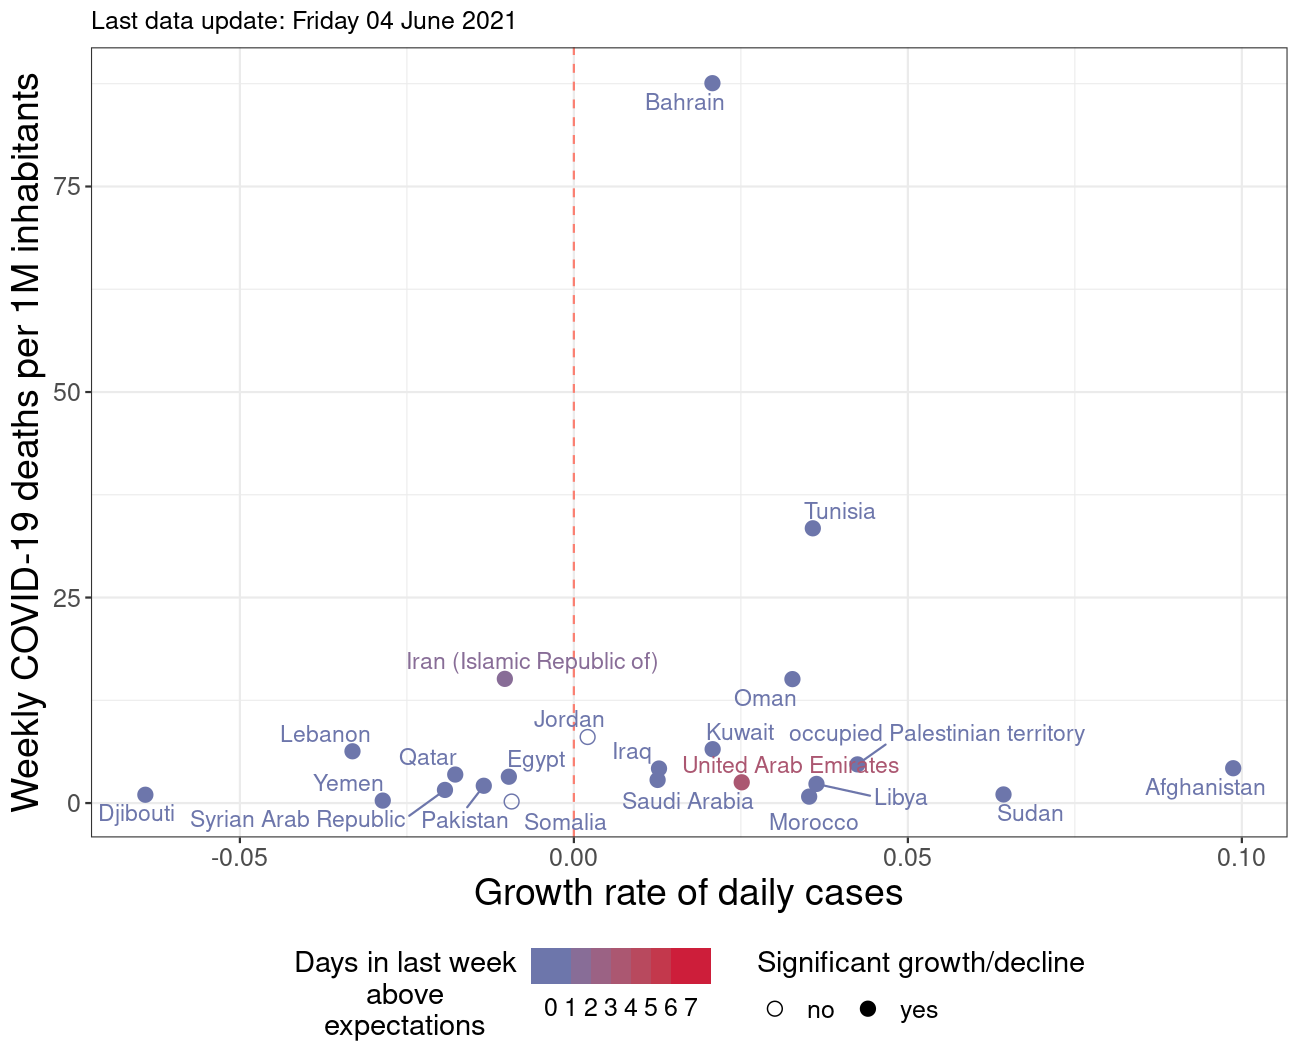 Last data update: Friday 04 June 2021
Weekly COVID-19 deaths per 1M inhabitants
75
50
25
0
Bahrain
Tunisia
Iran (Islamic Republic of)
Oman
Jordan
Lebanon
Kuwait
occupied Palestinian territory
Qatar
Egypt
Iraq
United Arab Emirates
Yemen
Saudi Arabia
Libya
Afghanistan
Djibouti
Syrian Arab Republic
Pakistan
Somalia
Morocco
Sudan
-0.05
0.00
0.05
0.10
Growth rate of daily cases
Days in last week
above
expectations
0 1 2 3 4 5 6 7
Significant growth/decline
no
yes